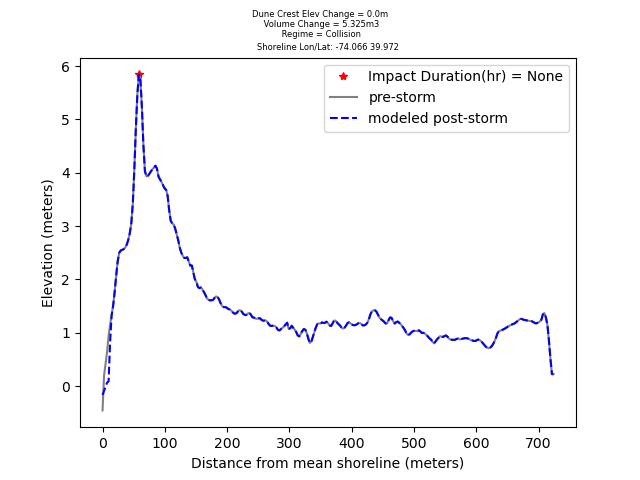 Dune Crest Elev Change = 0.0m
Volume Change = 5.325m3
Regime = Collision
Shoreline Lon/Lat: -74.066 39.972
Impact Duration(hr) = None
pre-storm
modeled post-storm
Elevation (meters)
6
5
4
3
2
1
0
0 100 200 300 400 500 600 700
Distance from mean shoreline (meters)